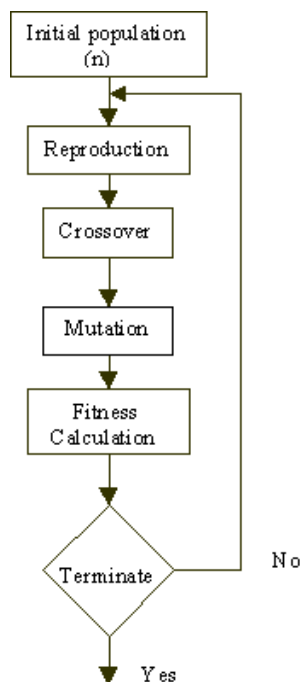 Initial population
(n)
Reproduction
Crossover
Mutation
Fitness
Calculation
Terminate
No
Yes